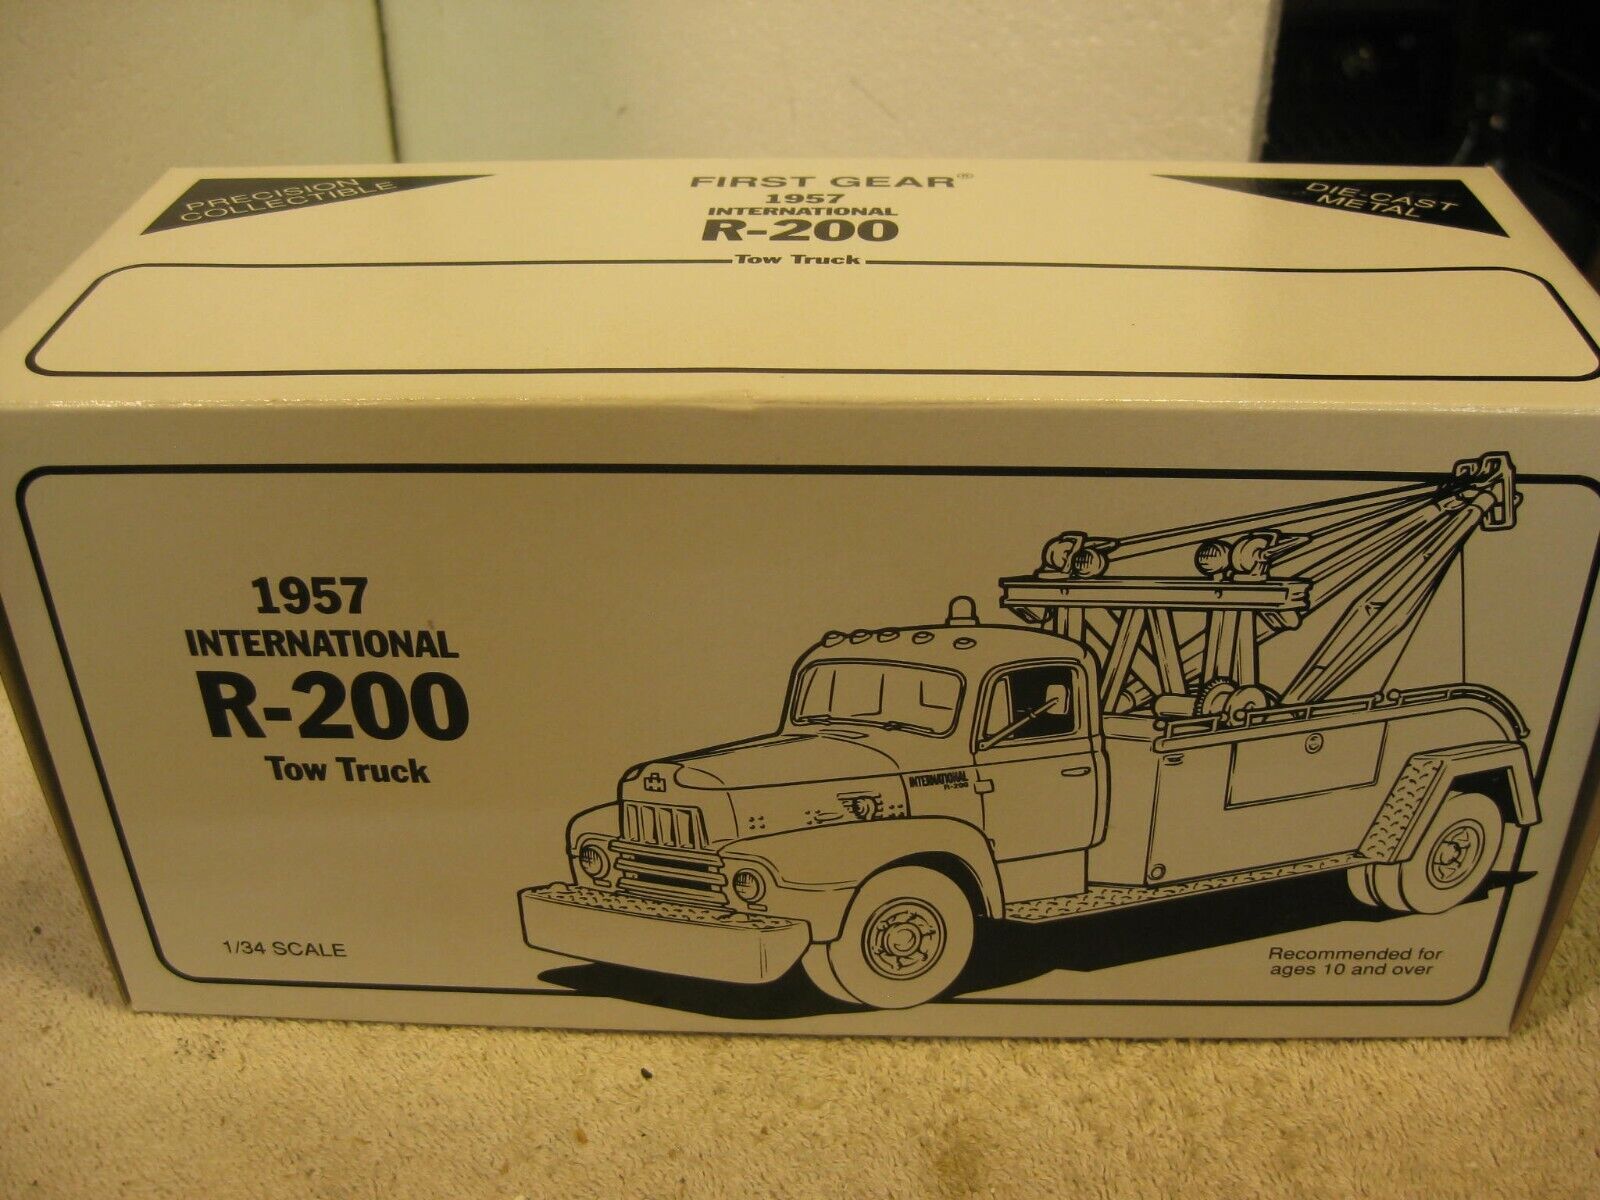 PRECISION
COLLECTIBLE
FIRST GEAR®
1957
INTERNATIONAL
R-200
Tow Truck
DIE-CAST
METAL
1957
INTERNATIONAL
R-200
Tow Truck
1/34 SCALE
INTERNATIONAL
R-200
Recommended for
ages 10 and over